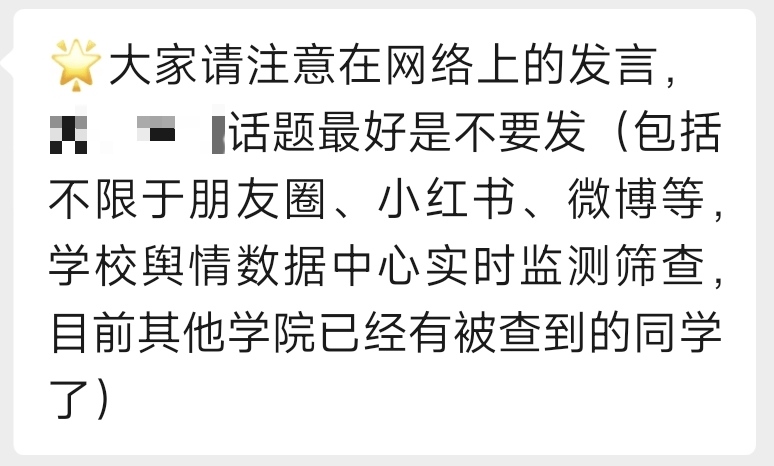 🌟大家请注意在网络上的发言，
话题最好是不要发（包括
不限于朋友圈、小红书、微博等，
学校舆情数据中心实时监测筛查，
目前其他学院已经有被查到的同学
了）